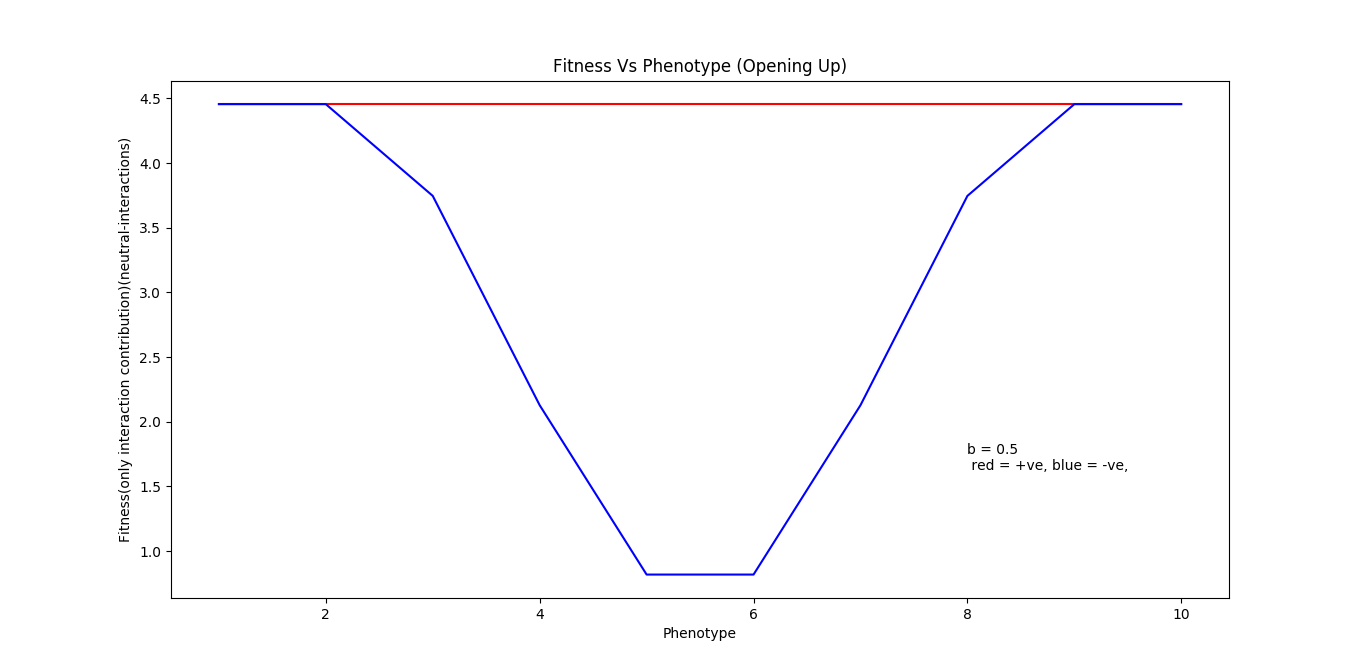 Fitness Vs Phenotype (Opening Up)
Fitness(only interaction contribution)(neutral-interactions)
4.5
4.0
3.5
3.0
2.5
2.0
1.5
1.0
b = 0.5
red = +ve, blue = -ve,
2 4 6 8 10
Phenotype